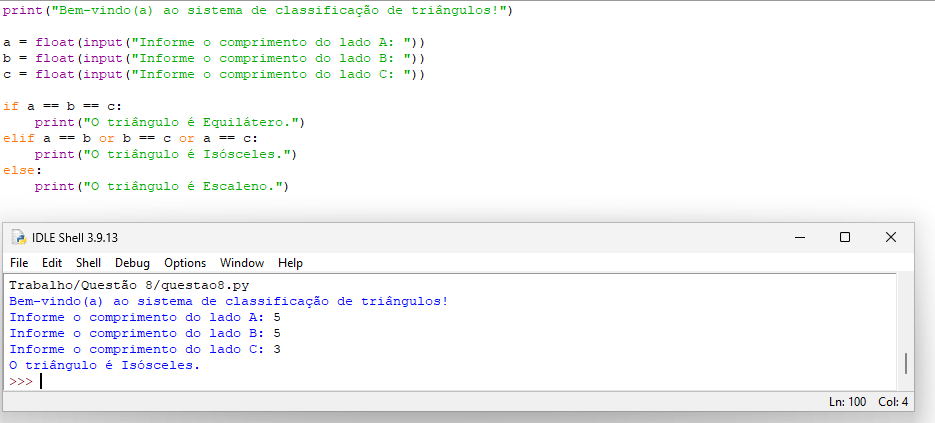 print("Bem-vindo(a) ao sistema de classificação de triângulos!")
a = float(input("Informe o comprimento do lado A: "))
b = float(input("Informe o comprimento do lado B: "))
c = float(input("Informe o comprimento do lado C: "))
if a == b == c:
    print("O triângulo é Equilátero.")
elif a == b or b == c or a == c:
    print("O triângulo é Isósceles.")
else:
    print("O triângulo é Escaleno.")
IDLE Shell 3.9.13
File Edit Shell Debug Options Window Help
Trabalho/Questão 8/questao8.py
Bem-vindo(a) ao sistema de classificação de triângulos!
Informe o comprimento do lado A: 5
Informe o comprimento do lado B: 5
Informe o comprimento do lado C: 3
O triângulo é Isósceles.
>>>
Ln: 100 Col: 4